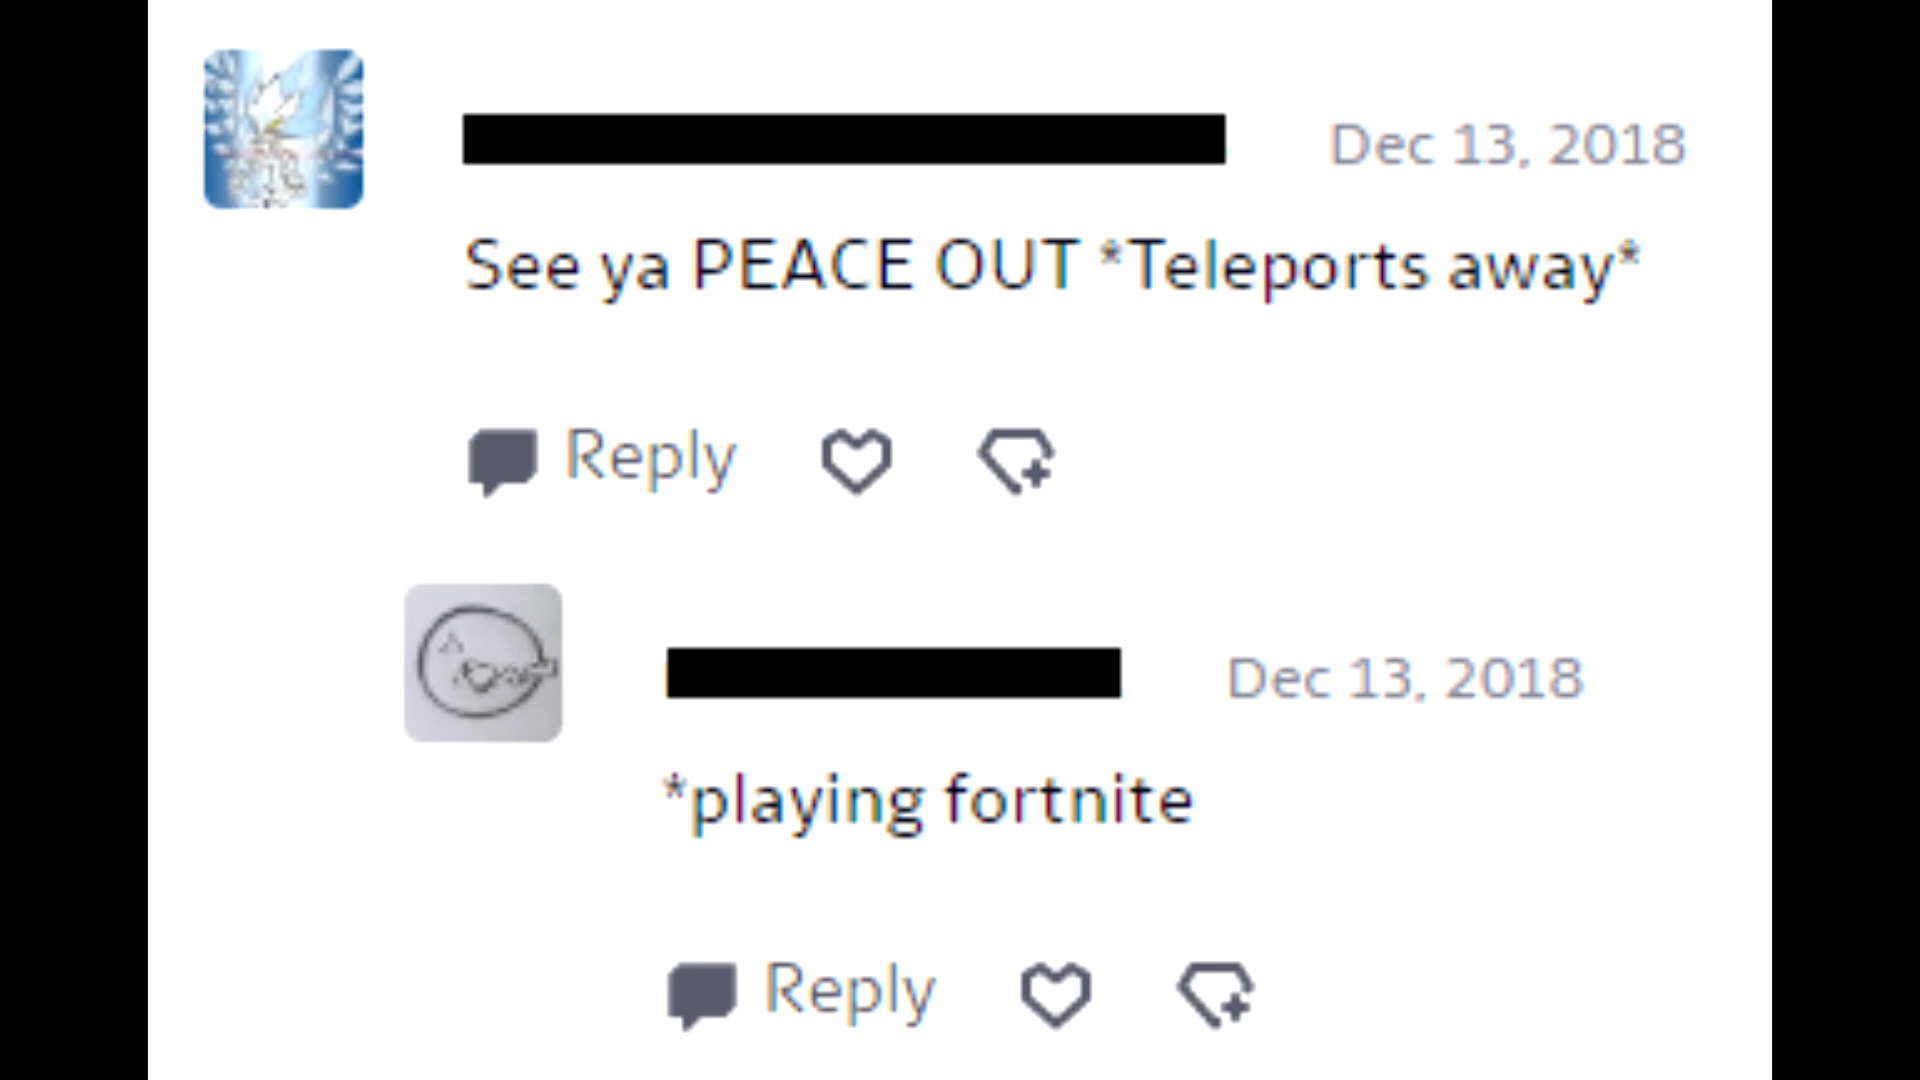 Dec 13, 2018
See ya PEACE OUT *Teleports away*
Reply
Dec 13, 2018
*playing fortnite
Reply